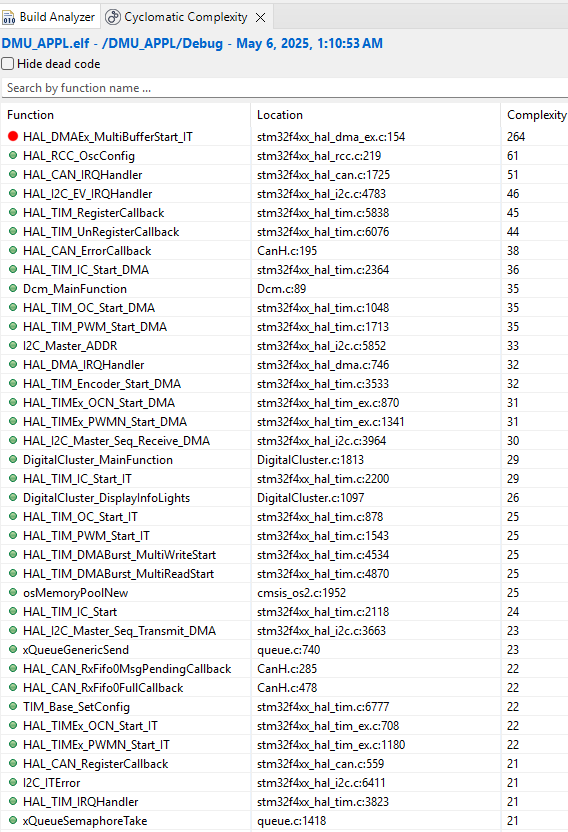 Build Analyzer Cyclomatic Complexity
DMU_APPL.elf - /DMU_APPL/Debug - May 6, 2025, 1:10:53 AM
Hide dead code
Search by function name ...
Function Location Complexity
HAL_DMAEx_MultiBufferStart_IT stm32f4xx_hal_dma_ex.c:154 264
HAL_RCC_OscConfig stm32f4xx_hal_rcc.c:219 61
HAL_CAN_IRQHandler stm32f4xx_hal_can.c:1725 51
HAL_I2C_EV_IRQHandler stm32f4xx_hal_i2c.c:4783 46
HAL_TIM_RegisterCallback stm32f4xx_hal_tim.c:5838 45
HAL_TIM_UnRegisterCallback stm32f4xx_hal_tim.c:6076 44
HAL_CAN_ErrorCallback CanH.c:195 38
HAL_TIM_IC_Start_DMA stm32f4xx_hal_tim.c:2364 36
Dcm_MainFunction Dcm.c:89 35
HAL_TIM_OC_Start_DMA stm32f4xx_hal_tim.c:1048 35
HAL_TIM_PWM_Start_DMA stm32f4xx_hal_tim.c:1713 35
I2C_Master_ADDR stm32f4xx_hal_i2c.c:5852 33
HAL_DMA_IRQHandler stm32f4xx_hal_dma.c:746 32
HAL_TIM_Encoder_Start_DMA stm32f4xx_hal_tim.c:3533 32
HAL_TIMEx_OCN_Start_DMA stm32f4xx_hal_tim_ex.c:870 31
HAL_TIMEx_PWMN_Start_DMA stm32f4xx_hal_tim_ex.c:1341 31
HAL_I2C_Master_Seq_Receive_DMA stm32f4xx_hal_i2c.c:3964 30
DigitalCluster_MainFunction DigitalCluster.c:1813 29
HAL_TIM_IC_Start_IT stm32f4xx_hal_tim.c:2200 29
DigitalCluster_DisplayInfoLights DigitalCluster.c:1097 26
HAL_TIM_OC_Start_IT stm32f4xx_hal_tim.c:878 25
HAL_TIM_PWM_Start_IT stm32f4xx_hal_tim.c:1543 25
HAL_TIM_DMABurst_MultiWriteStart stm32f4xx_hal_tim.c:4534 25
HAL_TIM_DMABurst_MultiReadStart stm32f4xx_hal_tim.c:4870 25
osMemoryPoolNew cmsis_os2.c:1952 25
HAL_TIM_IC_Start stm32f4xx_hal_tim.c:2118 24
HAL_I2C_Master_Seq_Transmit_DMA stm32f4xx_hal_i2c.c:3663 23
xQueueGenericSend queue.c:740 23
HAL_CAN_RxFifo0MsgPendingCallback CanH.c:285 22
HAL_CAN_RxFifo0FullCallback CanH.c:478 22
TIM_Base_SetConfig stm32f4xx_hal_tim.c:6777 22
HAL_TIMEx_OCN_Start_IT stm32f4xx_hal_tim_ex.c:708 22
HAL_TIMEx_PWMN_Start_IT stm32f4xx_hal_tim_ex.c:1180 22
HAL_CAN_RegisterCallback stm32f4xx_hal_can.c:559 21
I2C_ITError stm32f4xx_hal_i2c.c:6411 21
HAL_TIM_IRQHandler stm32f4xx_hal_tim.c:3823 21
xQueueSemaphoreTake queue.c:1418 21